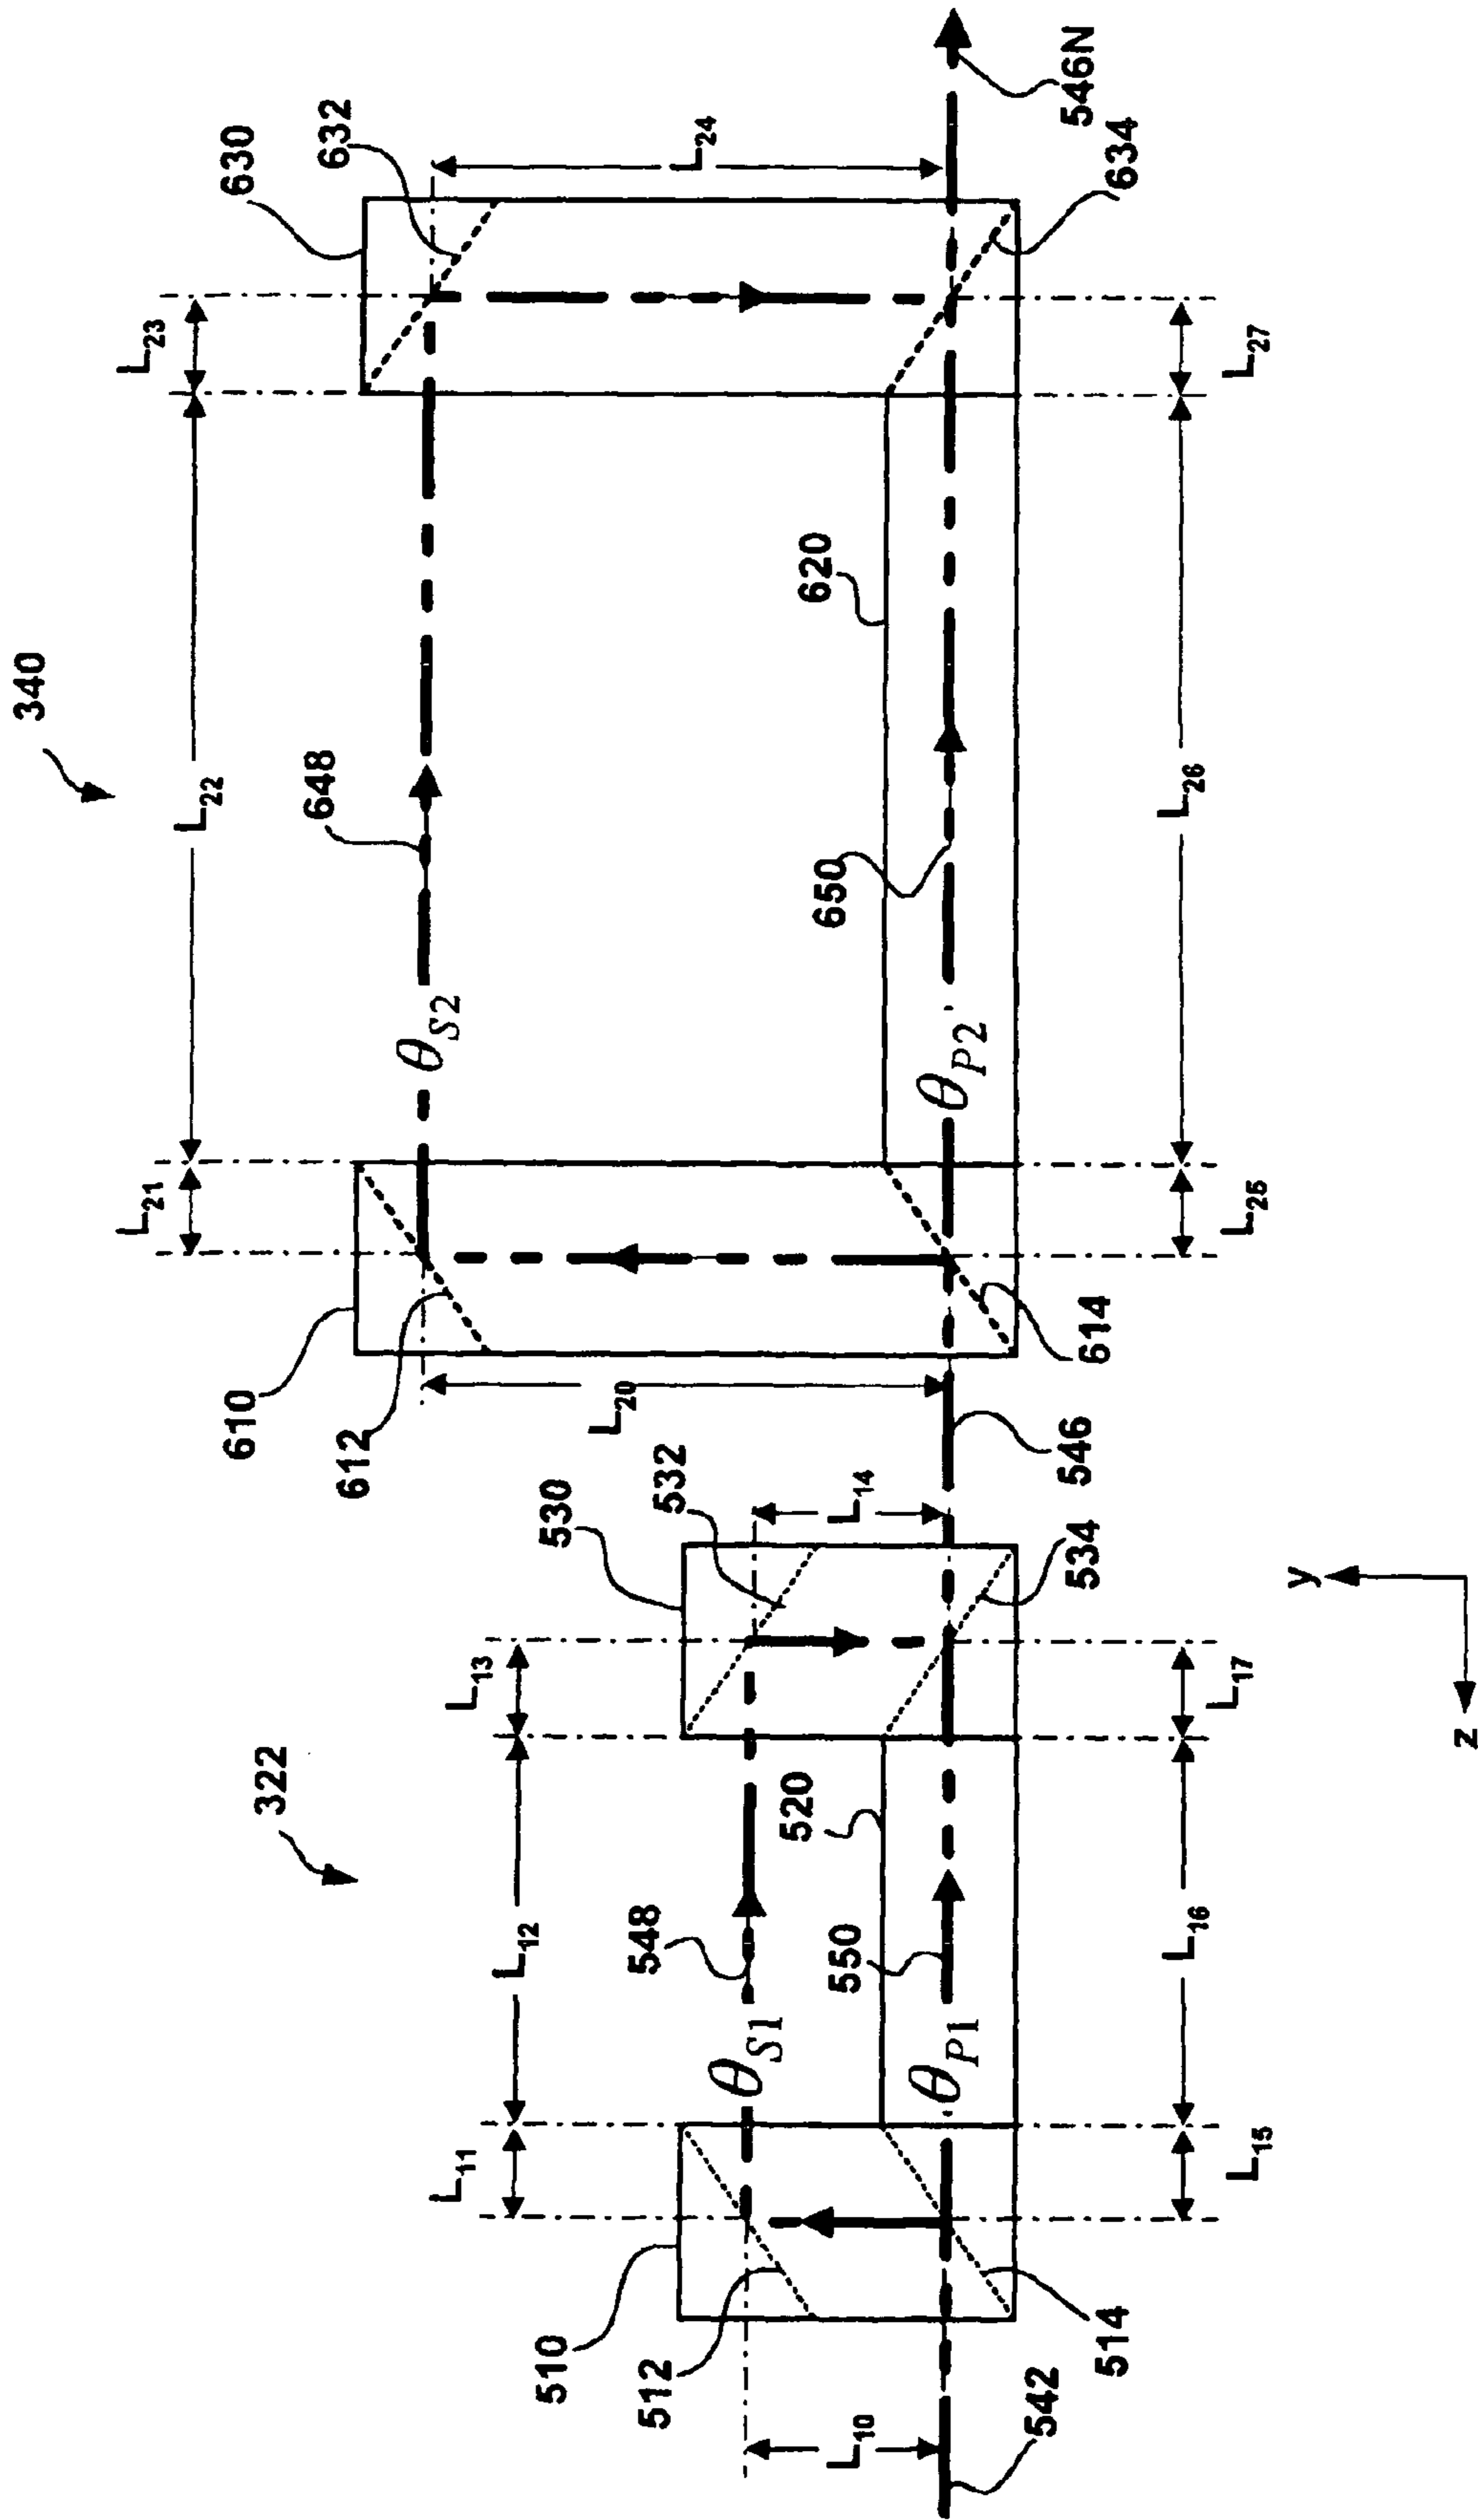 340
322
630
632
L23
L22
L21
L24
648
θS2
610
612
L20
620
650
θP2
546N
634
L27
L26
L25
614
546
530
532
L14
L13
L12
L11
548
θS1
510
512
L10
520
550
θP1
534
L17
L16
L15
514
542
y
z